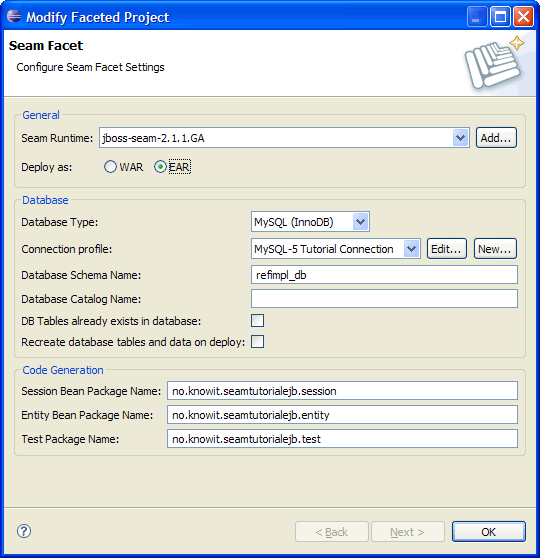 Modify Faceted Project
Seam Facet
Configure Seam Facet Settings
General
Seam Runtime: jboss-seam-2.1.1.GA Add...
Deploy as: WAR EAR
Database
Database Type: MySQL (InnoDB)
Connection profile: MySQL-5 Tutorial Connection Edit... New...
Database Schema Name: refimpl_db
Database Catalog Name:
DB Tables already exists in database:
Recreate database tables and data on deploy:
Code Generation
Session Bean Package Name: no.knowit.seamtutorialejb.session
Entity Bean Package Name: no.knowit.seamtutorialejb.entity
Test Package Name: no.knowit.seamtutorialejb.test
? < Back Next > OK